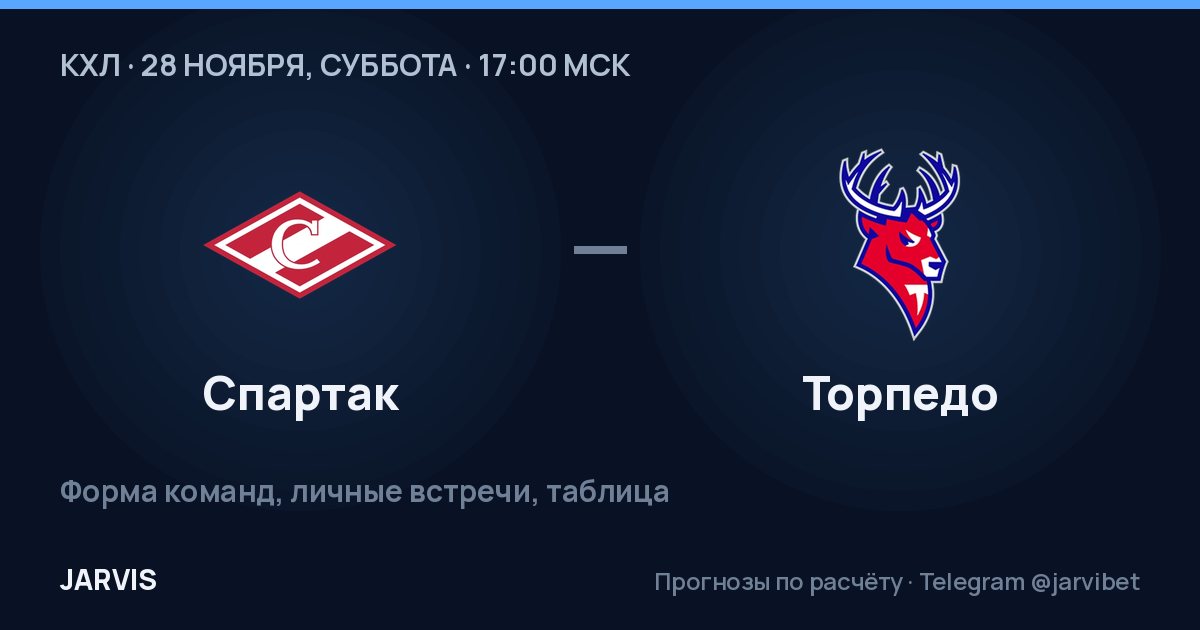 КХЛ · 28 НОЯБРЯ, СУББОТА · 17:00 МСК
С
Т
Спартак
Торпедо
Форма команд, личные встречи, таблица
JARVIS
Прогнозы по расчёту · Telegram @jarvibet